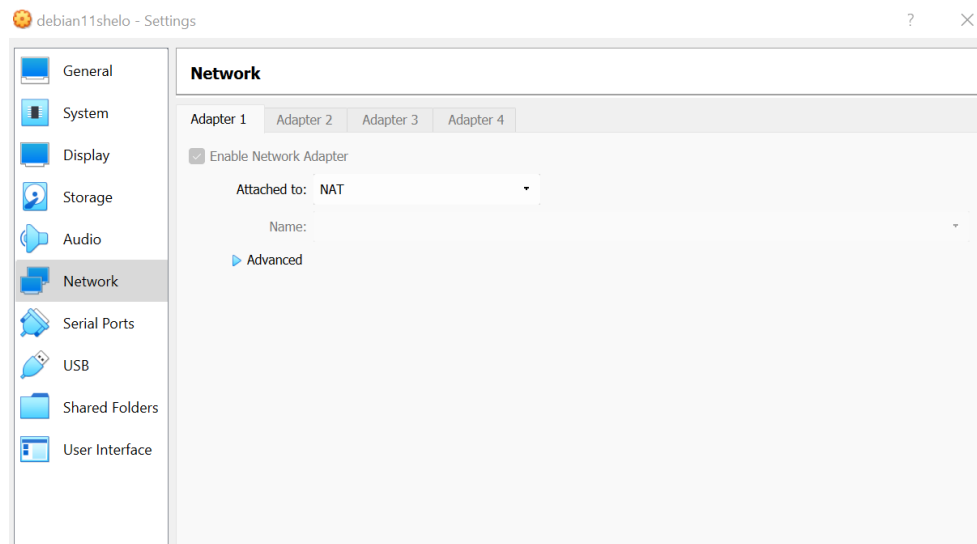 debian11shelo - Settings
?
General
System
Display
Storage
Audio
Network
Serial Ports
USB
Shared Folders
User Interface
Network
Adapter 1 Adapter 2 Adapter 3 Adapter 4
Enable Network Adapter
Attached to: NAT
Name:
Advanced